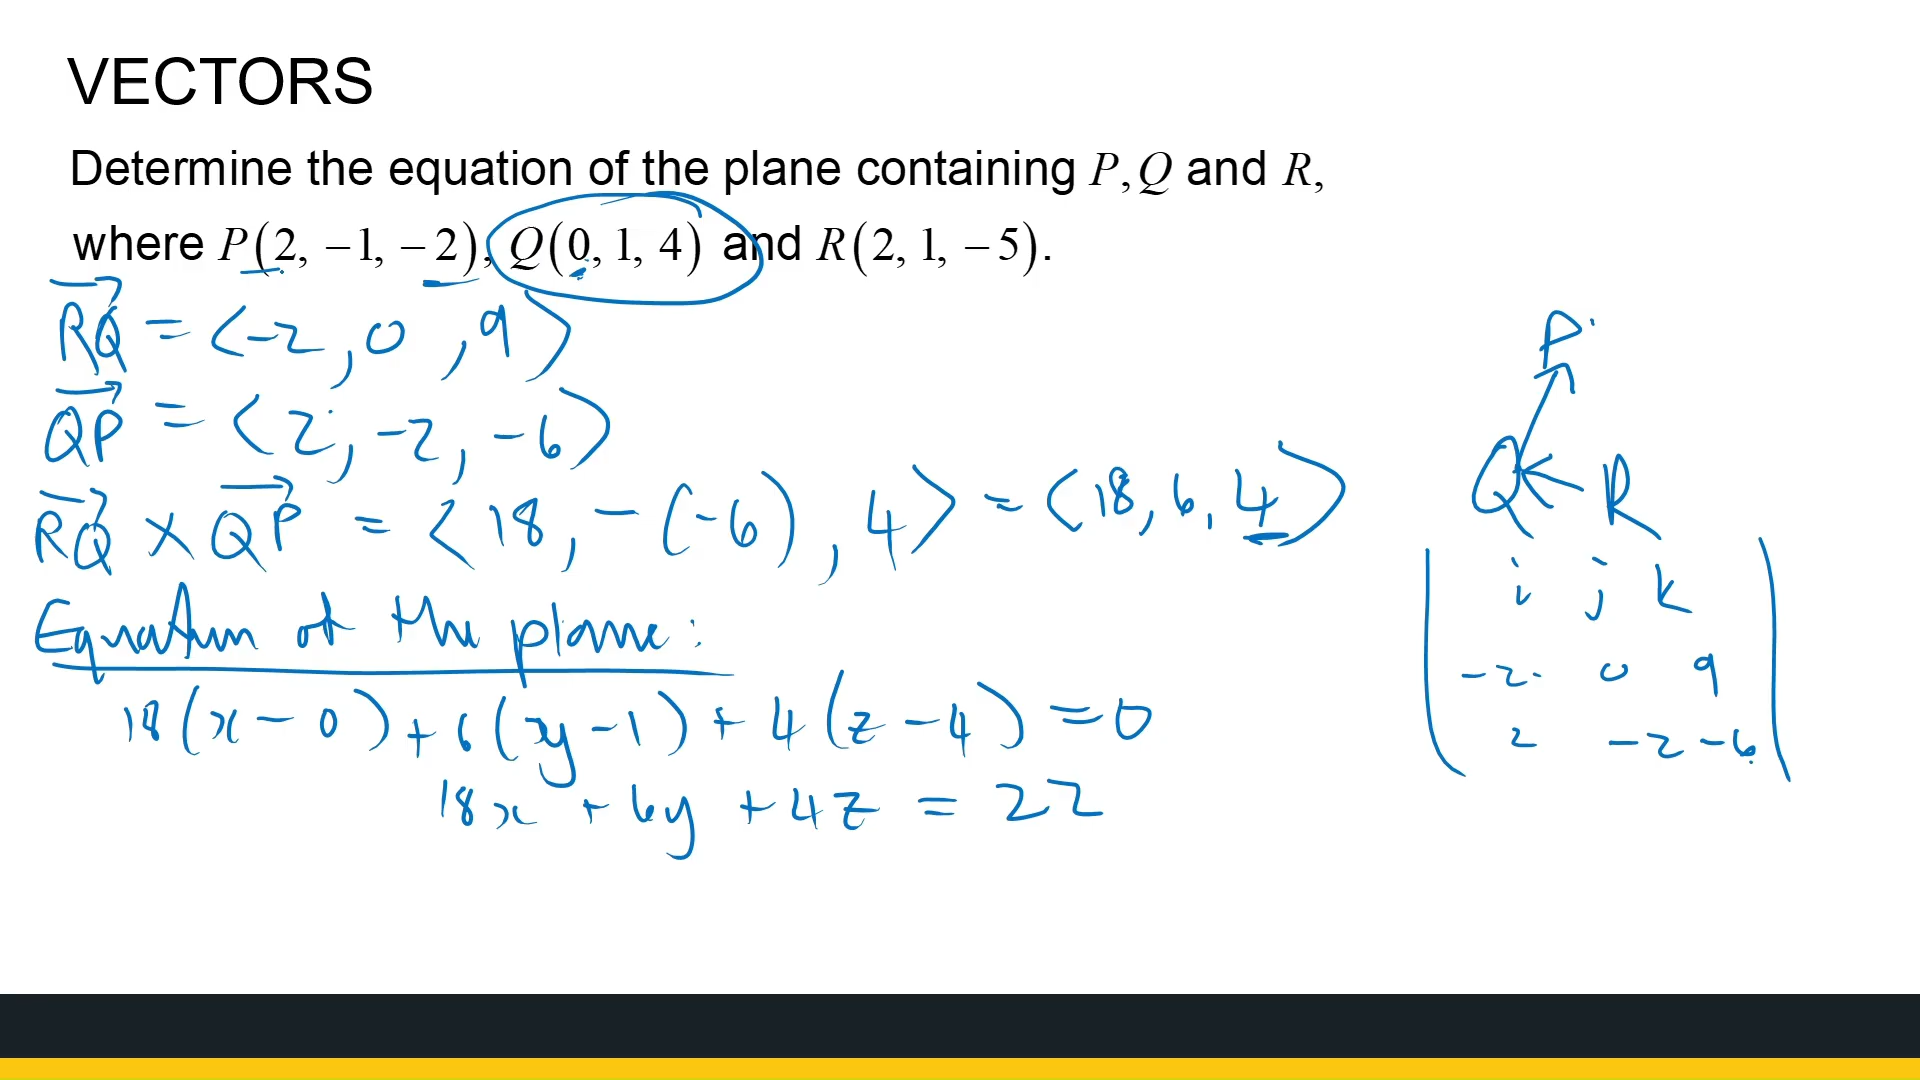 VECTORS
Determine the equation of the plane containing P, Q and R,
where P(2, −1, −2), Q(0, 1, 4) and R(2, 1, −5).
RQ = ⟨-2, 0, 9⟩
QP = ⟨2, -2, -6⟩
RQ × QP = ⟨18, -(-6), 4⟩ = ⟨18, 6, 4⟩
Equation of the plane:
18(x - 0) + 6(y - 1) + 4(z - 4) = 0
18x + 6y + 4z = 22
P
Q R
i j k
-2 0 9
2 -2 -6